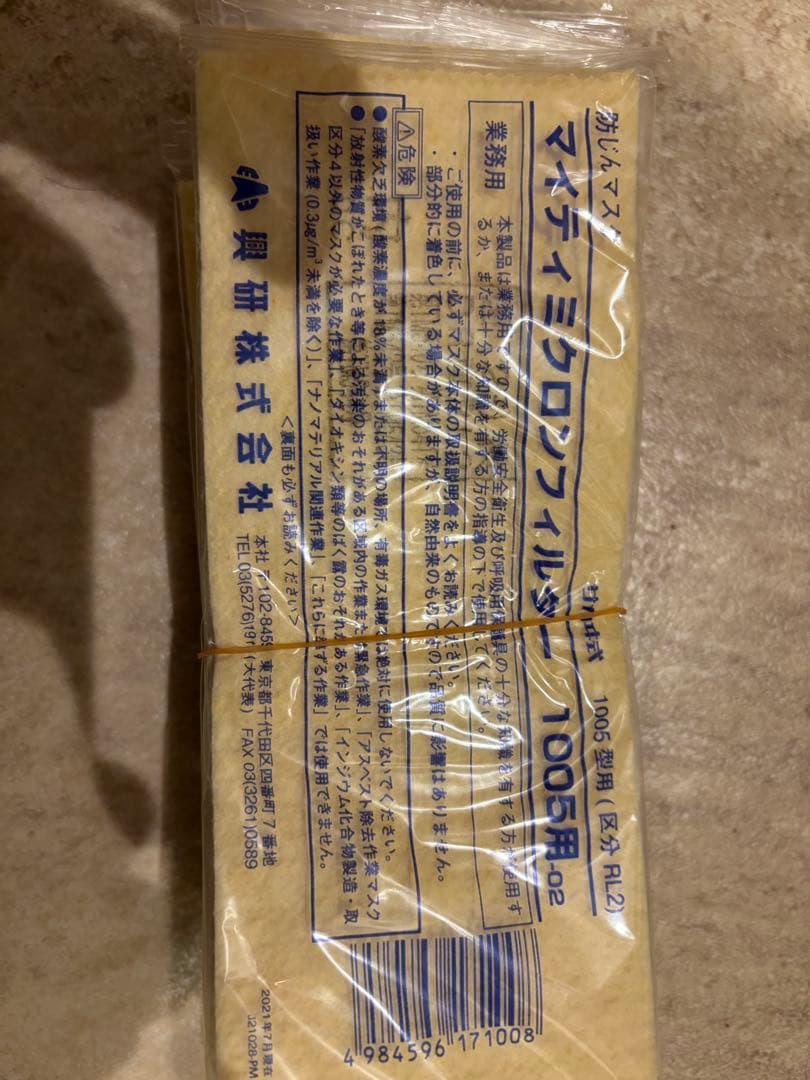 防じんマスク サカヰ式 1005型用(区分 RL2)
マイティミクロンフィルター 1005用-02
業務用
本製品は業務用ですので、労働安全衛生及び呼吸用保護具の十分な知識を有する方が使用す
るか、または十分な知識を有する方の指導の下で使用してください。
・ご使用の前に、必ずマスク本体の取扱説明書をよくお読みください。
・部分的に着色している場合がありますが、自然由来のものですので品質に影響はありません。
⚠危険
●酸素欠乏環境(酸素濃度が18%未満)または不明の場所、有毒ガス環境では絶対に使用しないでください。
●「放射性物質がこぼれたとき等による汚染のおそれがある区域内の作業または緊急作業」、「アスベスト除去作業マスク
区分4以外のマスクが必要な作業」、「ダイオキシン類等のばく露のおそれがある作業」、「インジウム化合物製造・取
扱い作業(0.3μg/m³未満を除く)」、「ナノマテリアル関連作業」、「これらに準ずる作業」では使用できません。
<裏面も必ずお読みください>
興研株式会社
本社 〒102-8459 東京都千代田区四番町7番地
TEL 03(5276)191 (大代表) FAX 03(3261)0589
4 984596 171008
2021年7月現在
J21028-PM